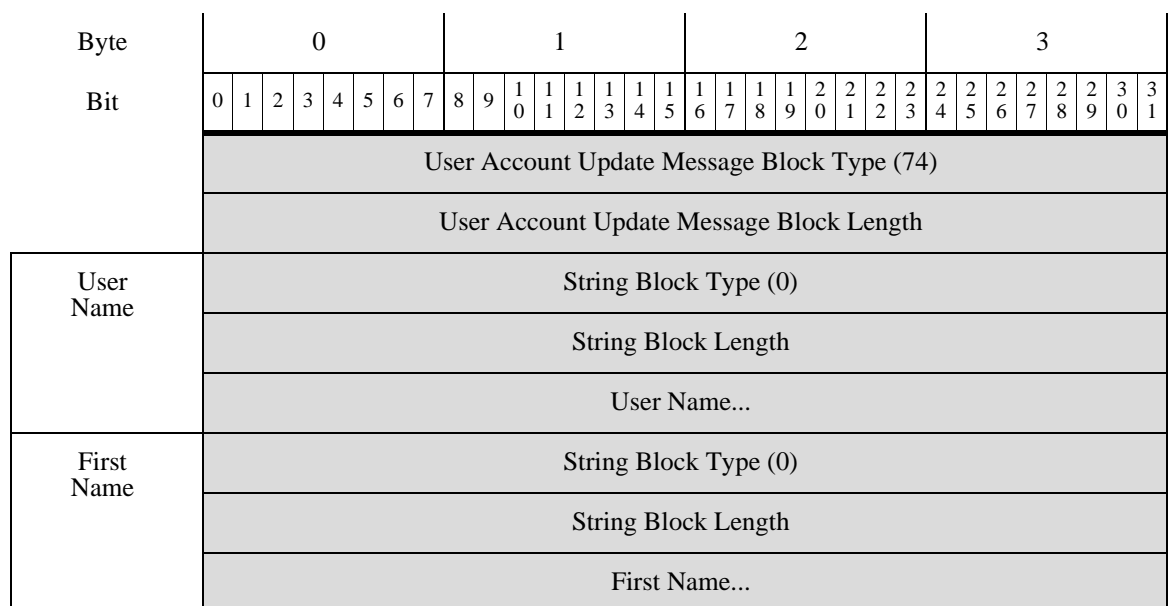 Byte 0 1 2 3
Bit 0 1 2 3 4 5 6 7 8 9 10 11 12 13 14 15 16 17 18 19 20 21 22 23 24 25 26 27 28 29 30 31
User Account Update Message Block Type (74)
User Account Update Message Block Length
User
Name
String Block Type (0)
String Block Length
User Name...
First
Name
String Block Type (0)
String Block Length
First Name...